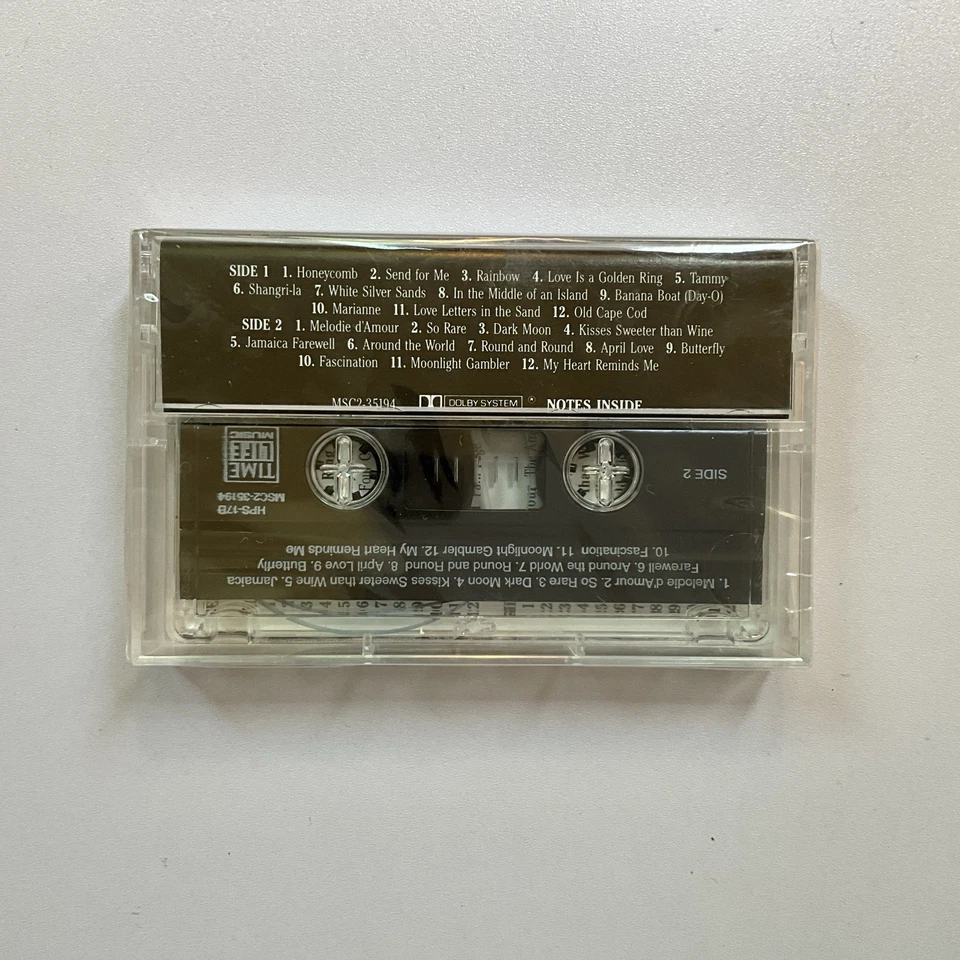 SIDE 1 1. Honeycomb 2. Send for Me 3. Rainbow 4. Love Is a Golden Ring 5. Tammy
6. Shangri-la 7. White Silver Sands 8. In the Middle of an Island 9. Banana Boat (Day-O)
10. Marianne 11. Love Letters in the Sand 12. Old Cape Cod
SIDE 2 1. Melodie d'Amour 2. So Rare 3. Dark Moon 4. Kisses Sweeter than Wine
5. Jamaica Farewell 6. Around the World 7. Round and Round 8. April Love 9. Butterfly
10. Fascination 11. Moonlight Gambler 12. My Heart Reminds Me
MSC2-35194 DOLBY SYSTEM NOTES INSIDE
1. Melodie d'Amour 2. So Rare 3. Dark Moon 4. Kisses Sweeter than Wine 5. Jamaica
Farewell 6. Around the World 7. Round and Round 8. April Love 9. Butterfly
10. Fascination 11. Moonlight Gambler 12. My Heart Reminds Me
HPS-17B
MSC2-35194
SIDE 2
TIME
LIFE
MUSIC